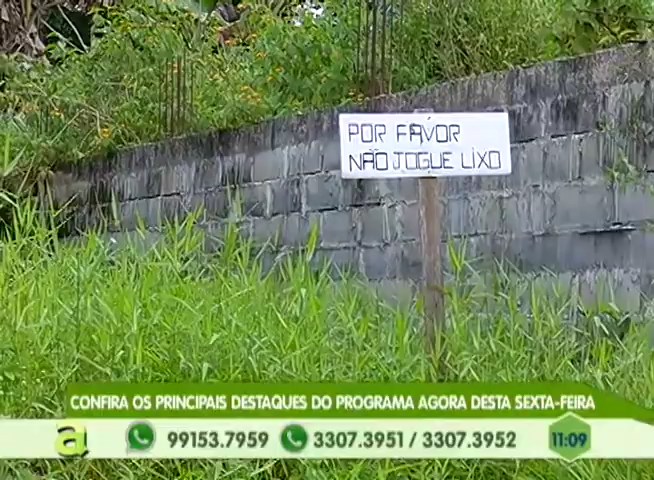 POR FAVOR
NÃO JOGUE LIXO
CONFIRA OS PRINCIPAIS DESTAQUES DO PROGRAMA AGORA DESTA SEXTA-FEIRA
a 99153.7959 3307.3951 / 3307.3952 11:09